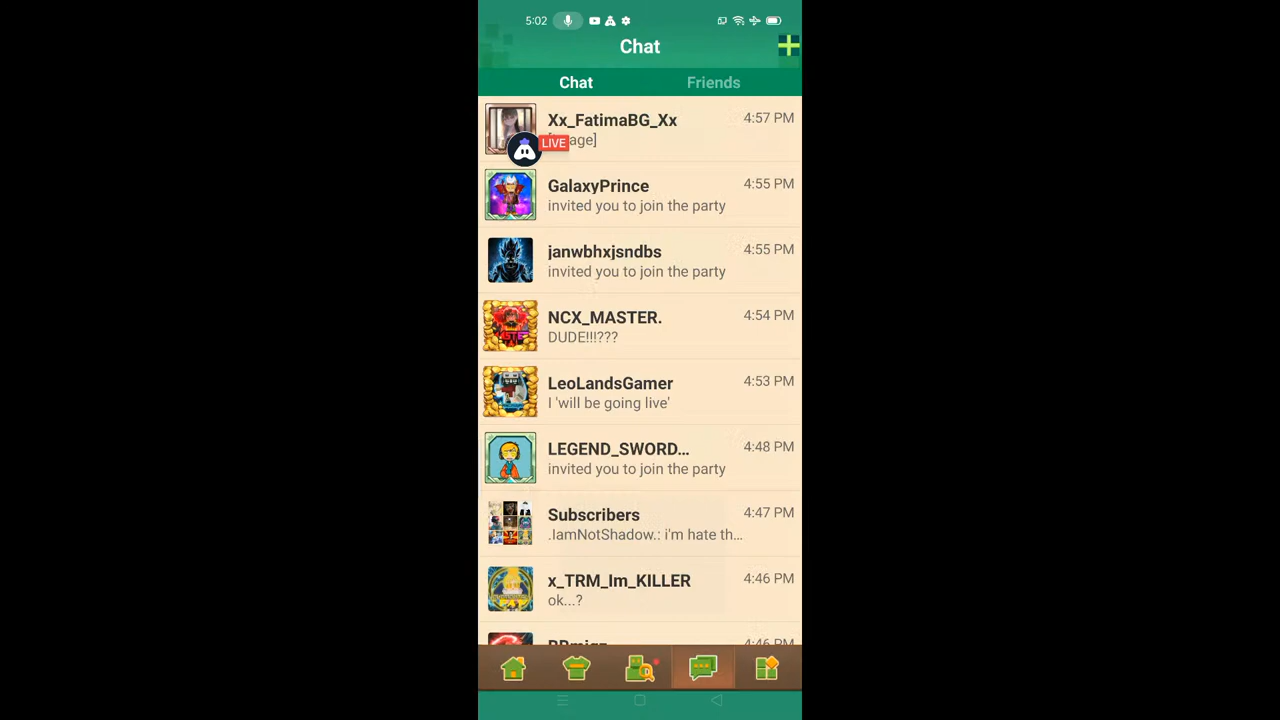 5:02
Chat
Chat Friends
Xx_FatimaBG_Xx 4:57 PM
LIVE age]
GalaxyPrince 4:55 PM
invited you to join the party
janwbhxjsndbs 4:55 PM
invited you to join the party
NCX_MASTER. 4:54 PM
DUDE!!!???
LeoLandsGamer 4:53 PM
I 'will be going live'
LEGEND_SWORD... 4:48 PM
invited you to join the party
Subscribers 4:47 PM
.IamNotShadow.: i'm hate th...
x_TRM_Im_KILLER 4:46 PM
ok...?
4:46 PM